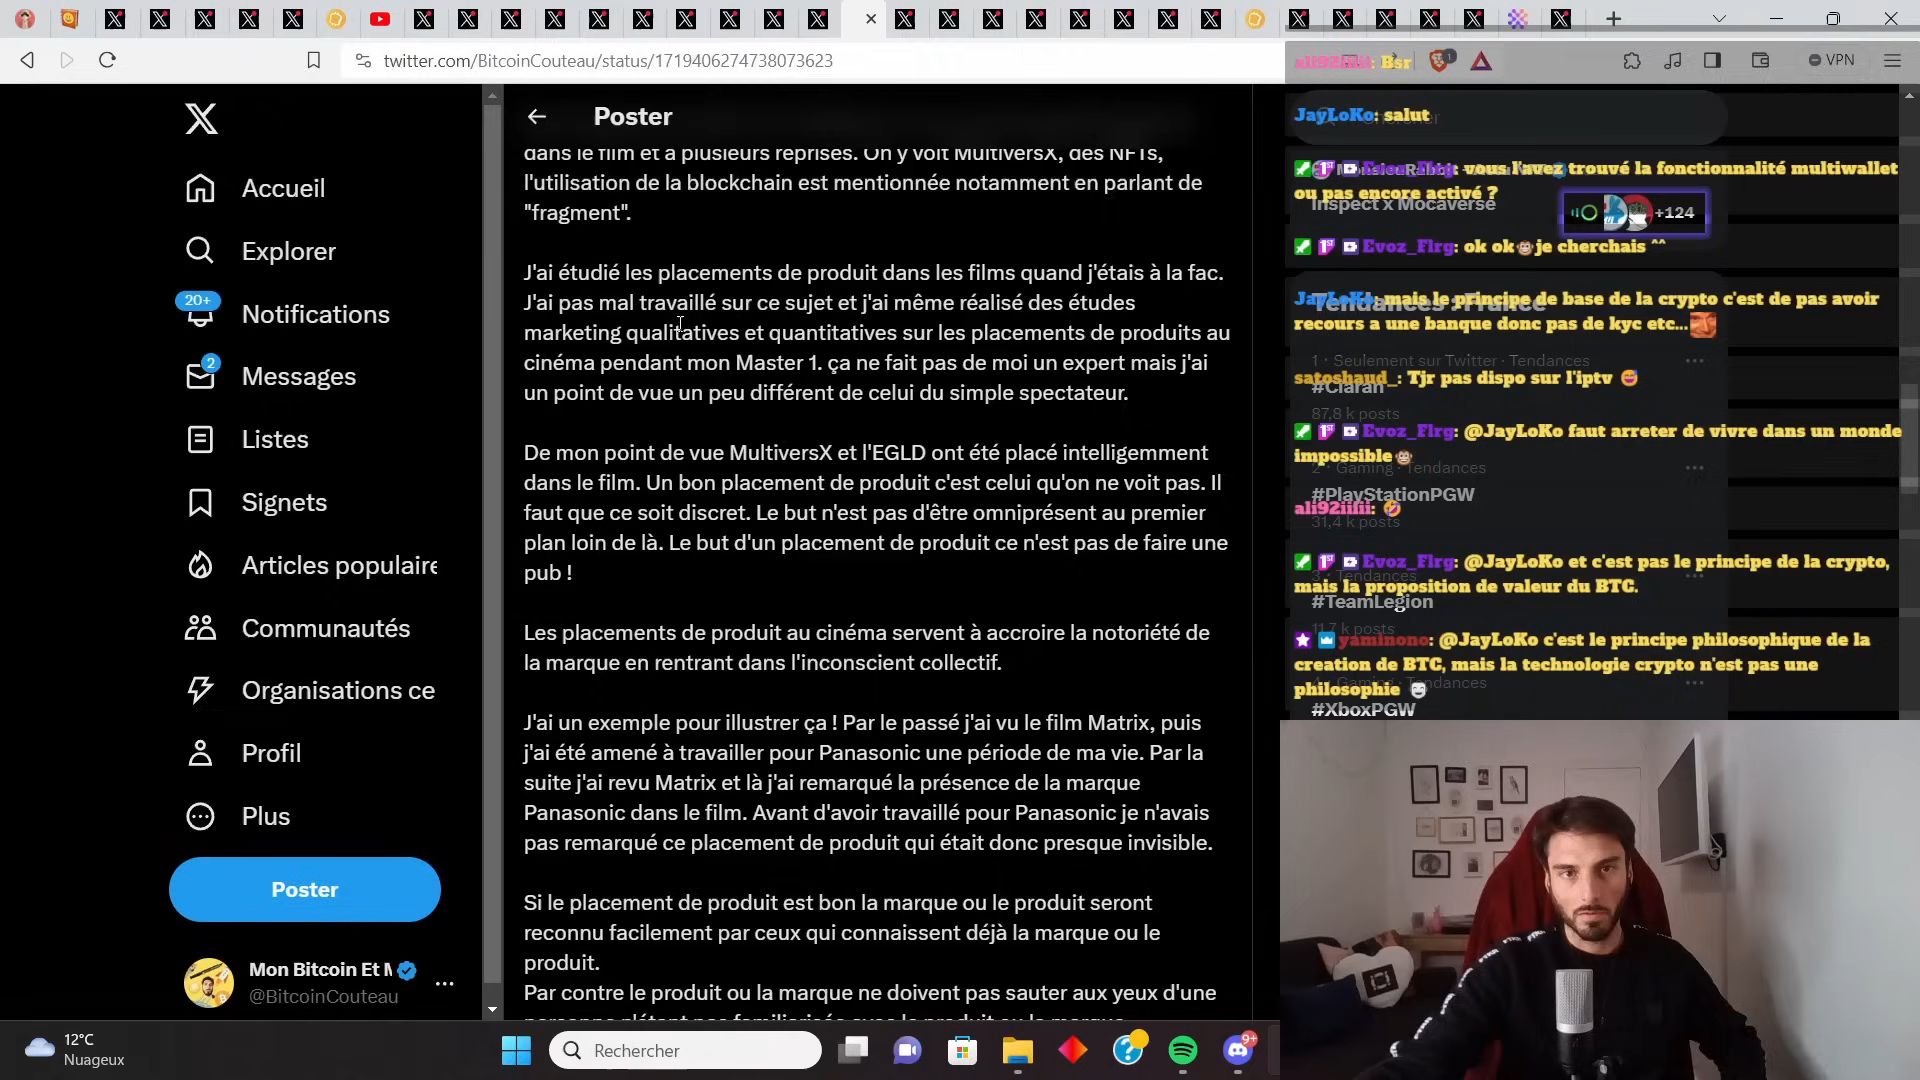 twitter.com/BitcoinCouteau/status/1719406274738073623
VPN
Poster
Accueil
Explorer
20+
Notifications
2
Messages
Listes
Signets
Articles populaire
Communautés
Organisations ce
Profil
Plus
Poster
Mon Bitcoin Et M
@BitcoinCouteau
dans le film et à plusieurs reprises. On y voit MultiversX, des NFTs,
l'utilisation de la blockchain est mentionnée notamment en parlant de
"fragment".
J'ai étudié les placements de produit dans les films quand j'étais à la fac.
J'ai pas mal travaillé sur ce sujet et j'ai même réalisé des études
marketing qualitatives et quantitatives sur les placements de produits au
cinéma pendant mon Master 1. ça ne fait pas de moi un expert mais j'ai
un point de vue un peu différent de celui du simple spectateur.
De mon point de vue MultiversX et l'EGLD ont été placé intelligemment
dans le film. Un bon placement de produit c'est celui qu'on ne voit pas. Il
faut que ce soit discret. Le but n'est pas d'être omniprésent au premier
plan loin de là. Le but d'un placement de produit ce n'est pas de faire une
pub !
Les placements de produit au cinéma servent à accroire la notoriété de
la marque en rentrant dans l'inconscient collectif.
J'ai un exemple pour illustrer ça ! Par le passé j'ai vu le film Matrix, puis
j'ai été amené à travailler pour Panasonic une période de ma vie. Par la
suite j'ai revu Matrix et là j'ai remarqué la présence de la marque
Panasonic dans le film. Avant d'avoir travaillé pour Panasonic je n'avais
pas remarqué ce placement de produit qui était donc presque invisible.
Si le placement de produit est bon la marque ou le produit seront
reconnu facilement par ceux qui connaissent déjà la marque ou le
produit.
Par contre le produit ou la marque ne doivent pas sauter aux yeux d'une
ali92iifii: Bsr
JayLoKo: salut
Evoz_Flrg: vous l'avez trouvé la fonctionnalité multiwallet
ou pas encore activé ?
Inspect x Mocaverse
+124
Evoz_Flrg: ok ok je cherchais ^^
JayLoKo: mais le principe de base de la crypto c'est de pas avoir
recours a une banque donc pas de kyc etc...
Tendances : France
1 · Seulement sur Twitter · Tendances
satoshaud_: Tjr pas dispo sur l'iptv
#Ciaran
87,8 k posts
Evoz_Flrg: @JayLoKo faut arreter de vivre dans un monde
impossible
2 · Gaming · Tendances
#PlayStationPGW
ali92iifii:
31,4 k posts
Evoz_Flrg: @JayLoKo et c'est pas le principe de la crypto,
mais la proposition de valeur du BTC.
3 · Tendances
#TeamLegion
11,7 k posts
yaminono: @JayLoKo c'est le principe philosophique de la
creation de BTC, mais la technologie crypto n'est pas une
philosophie
4 · Gaming · Tendances
#XboxPGW
12°C
Nuageux
Rechercher
9+